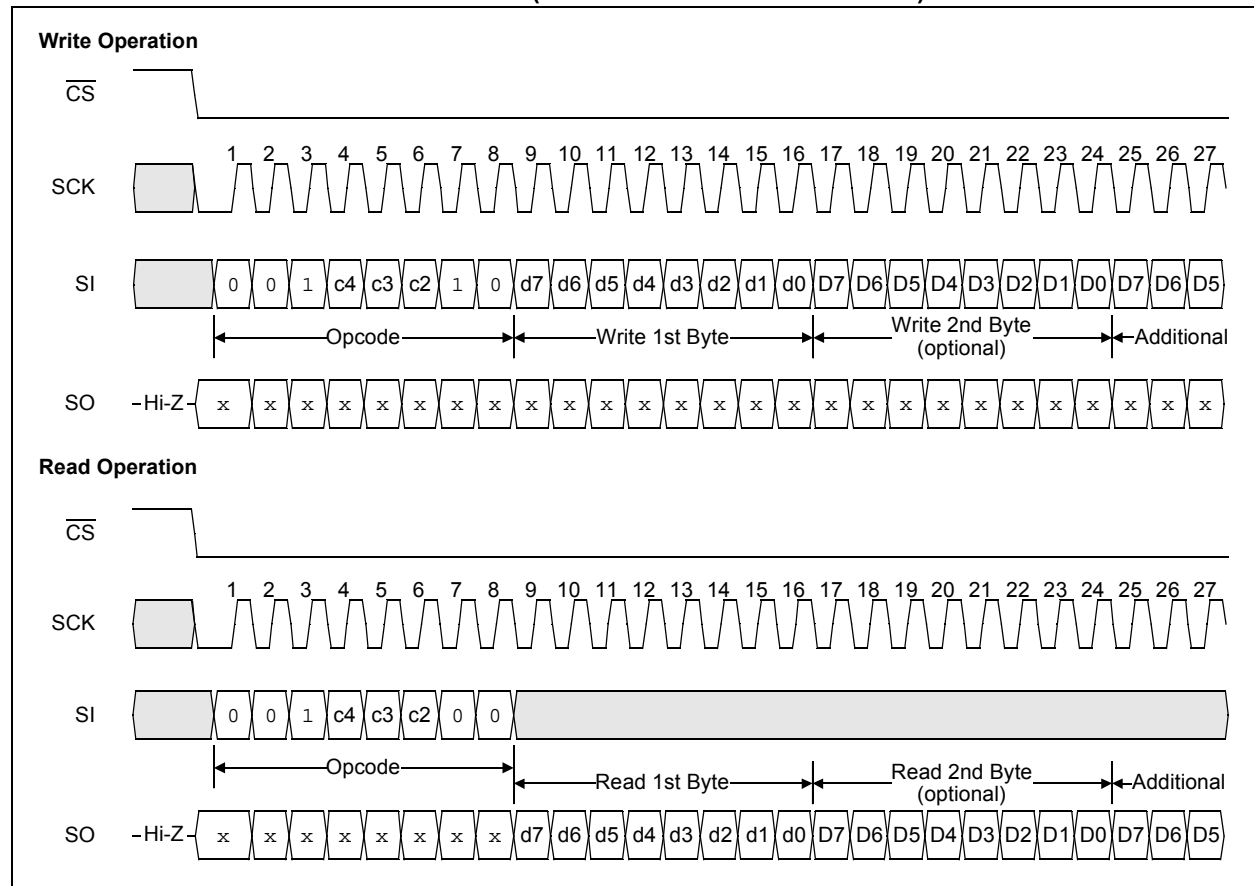 Write Operation
CS
1 2 3 4 5 6 7 8 9 10 11 12 13 14 15 16 17 18 19 20 21 22 23 24 25 26 27
SCK
SI 0 0 1 c4 c3 c2 1 0 d7 d6 d5 d4 d3 d2 d1 d0 D7 D6 D5 D4 D3 D2 D1 D0 D7 D6 D5
Opcode Write 1st Byte Write 2nd Byte Additional
(optional)
SO Hi-Z x x x x x x x x x x x x x x x x x x x x x x x x x x x
Read Operation
CS
1 2 3 4 5 6 7 8 9 10 11 12 13 14 15 16 17 18 19 20 21 22 23 24 25 26 27
SCK
SI 0 0 1 c4 c3 c2 0 0
Opcode Read 1st Byte Read 2nd Byte Additional
(optional)
SO Hi-Z x x x x x x x x d7 d6 d5 d4 d3 d2 d1 d0 D7 D6 D5 D4 D3 D2 D1 D0 D7 D6 D5